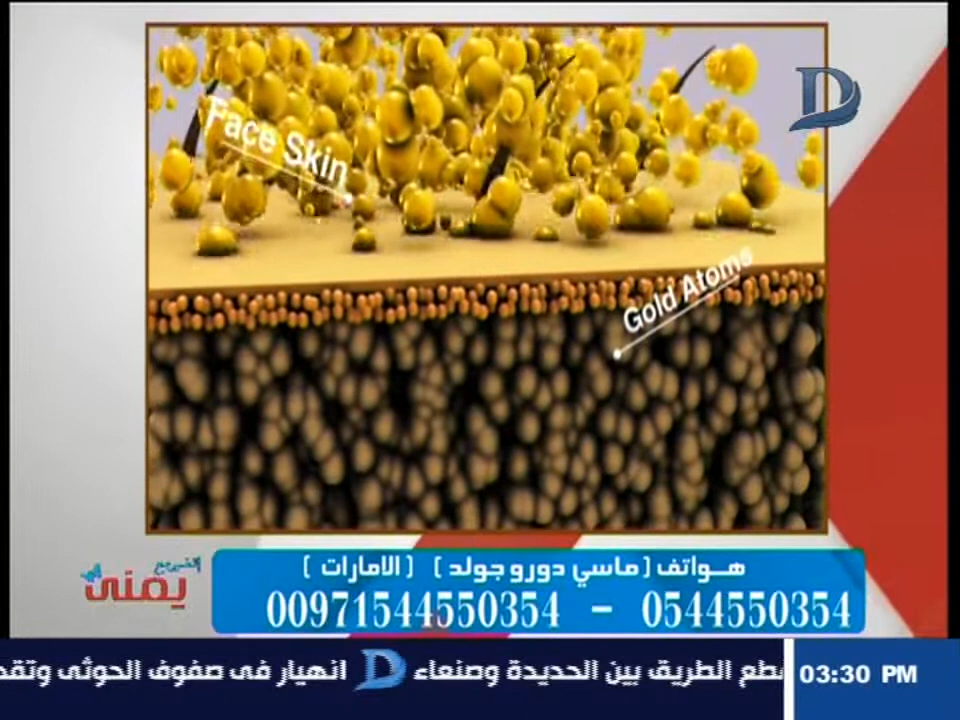 D
Face Skin
Gold Atoms
هـواتف (ماسي دورو جولد) (الامارات)
00971544550354 - 0544550354
يمنى
قطع الطريق بين الحديدة وصنعاء D انهيار فى صفوف الحوثى وتقد
03:30 PM